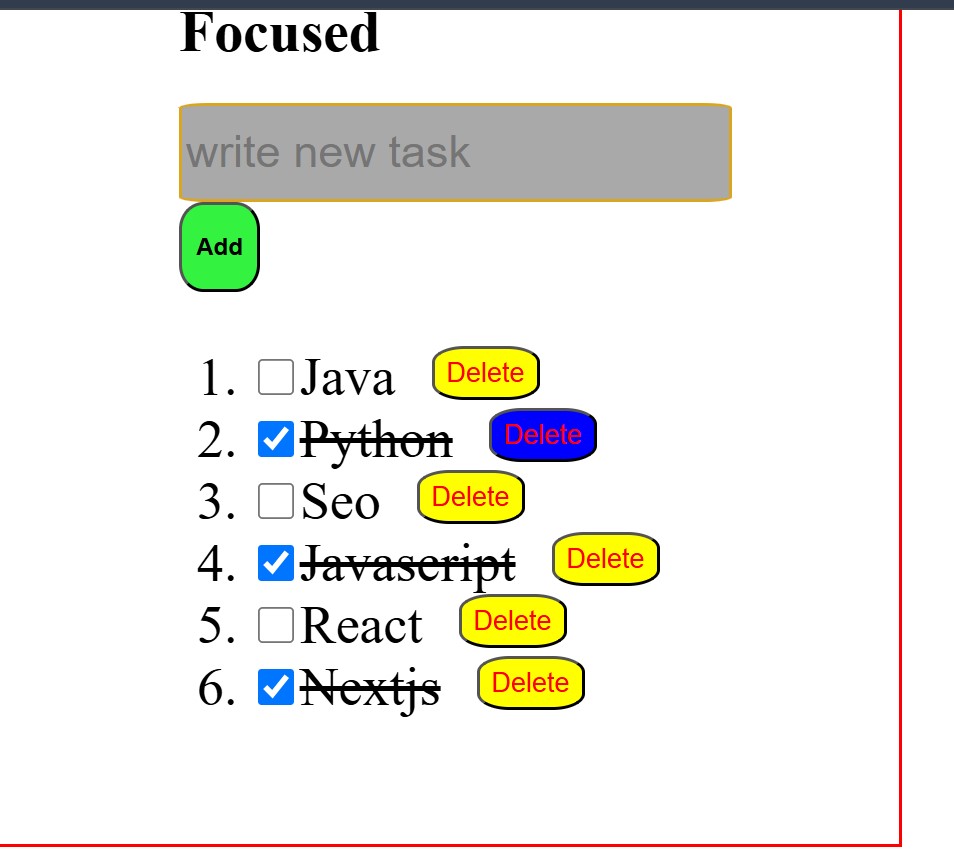 Focused
write new task
Add
1. Java Delete
2. Python Delete
3. Seo Delete
4. Javascript Delete
5. React Delete
6. Nextjs Delete